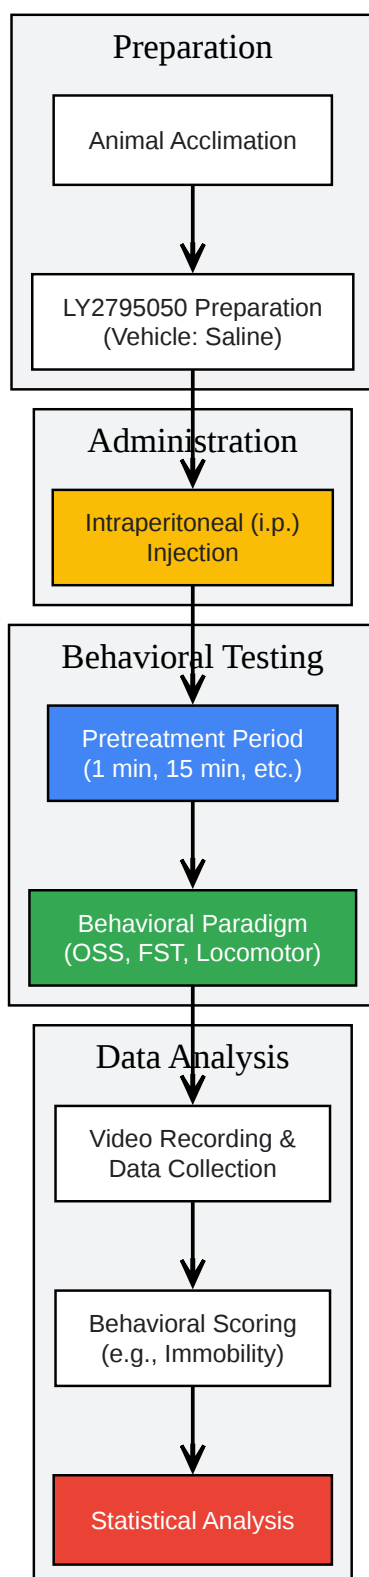 Preparation
Animal Acclimation
LY2795050 Preparation
(Vehicle: Saline)
Administration
Intraperitoneal (i.p.)
Injection
Behavioral Testing
Pretreatment Period
(1 min, 15 min, etc.)
Behavioral Paradigm
(OSS, FST, Locomotor)
Data Analysis
Video Recording &
Data Collection
Behavioral Scoring
(e.g., Immobility)
Statistical Analysis